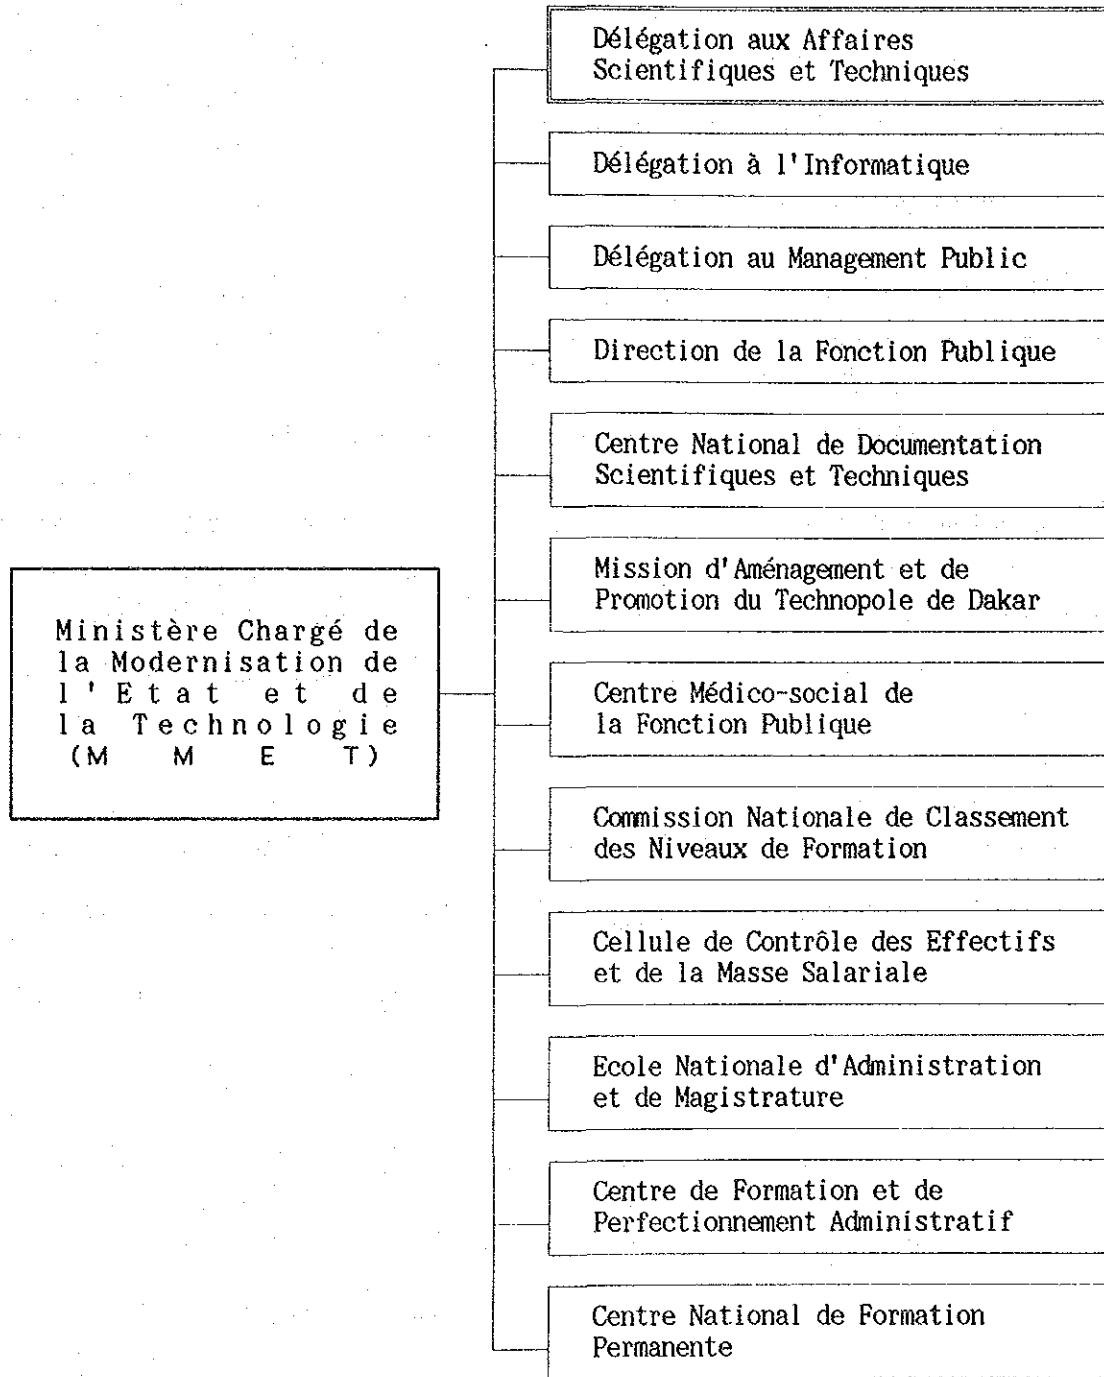 Délégation aux Affaires
Scientifiques et Techniques
Délégation à l'Informatique
Délégation au Management Public
Direction de la Fonction Publique
Centre National de Documentation
Scientifiques et Techniques
Mission d'Aménagement et de
Promotion du Technopole de Dakar
Ministère Chargé de
la Modernisation de
l'Etat et de
la Technologie
(M M E T)
Centre Médico-social de
la Fonction Publique
Commission Nationale de Classement
des Niveaux de Formation
Cellule de Contrôle des Effectifs
et de la Masse Salariale
Ecole Nationale d'Administration
et de Magistrature
Centre de Formation et de
Perfectionnement Administratif
Centre National de Formation
Permanente